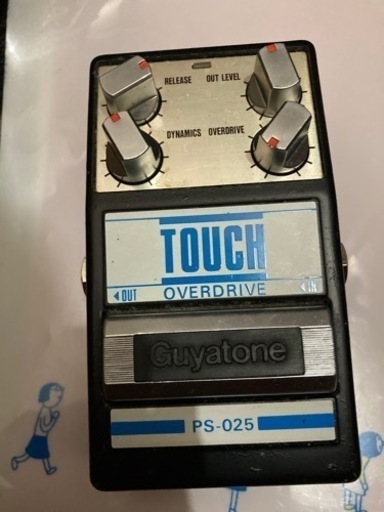 RELEASE OUT LEVEL
DYNAMICS OVERDRIVE
TOUCH
OUT OVERDRIVE IN
Guyatone
PS-025